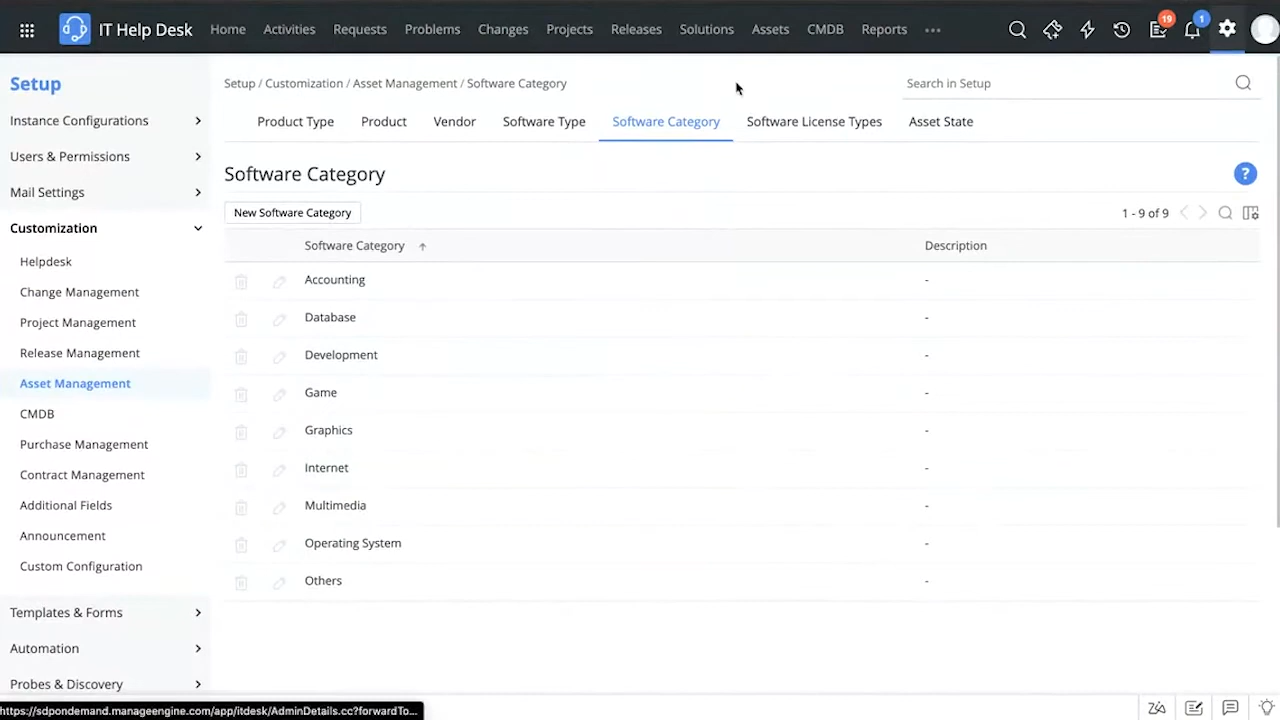 IT Help Desk Home Activities Requests Problems Changes Projects Releases Solutions Assets CMDB Reports 19 1
Setup
Setup / Customization / Asset Management / Software Category
Search in Setup
Product Type Product Vendor Software Type Software Category Software License Types Asset State
Instance Configurations
Users & Permissions
Mail Settings
Customization
Helpdesk
Change Management
Project Management
Release Management
Asset Management
CMDB
Purchase Management
Contract Management
Additional Fields
Announcement
Custom Configuration
Templates & Forms
Automation
Probes & Discovery
Software Category
?
New Software Category
1 - 9 of 9
Software Category Description
Accounting -
Database -
Development -
Game -
Graphics -
Internet -
Multimedia -
Operating System -
Others -
https://sdpondemand.manageengine.com/app/itdesk/AdminDetails.cc?forwardTo...